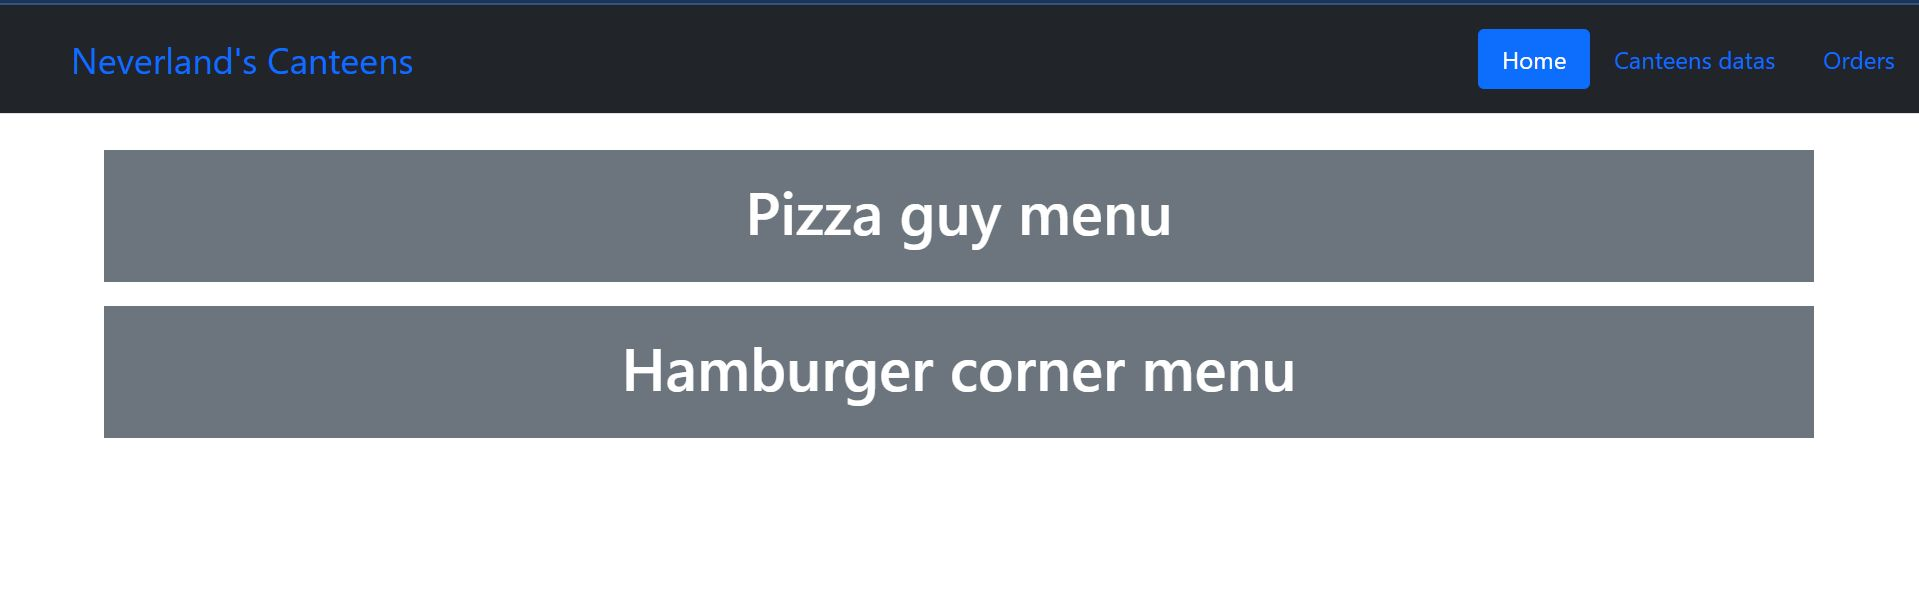 Neverland's Canteens
Home Canteens datas Orders
Pizza guy menu
Hamburger corner menu